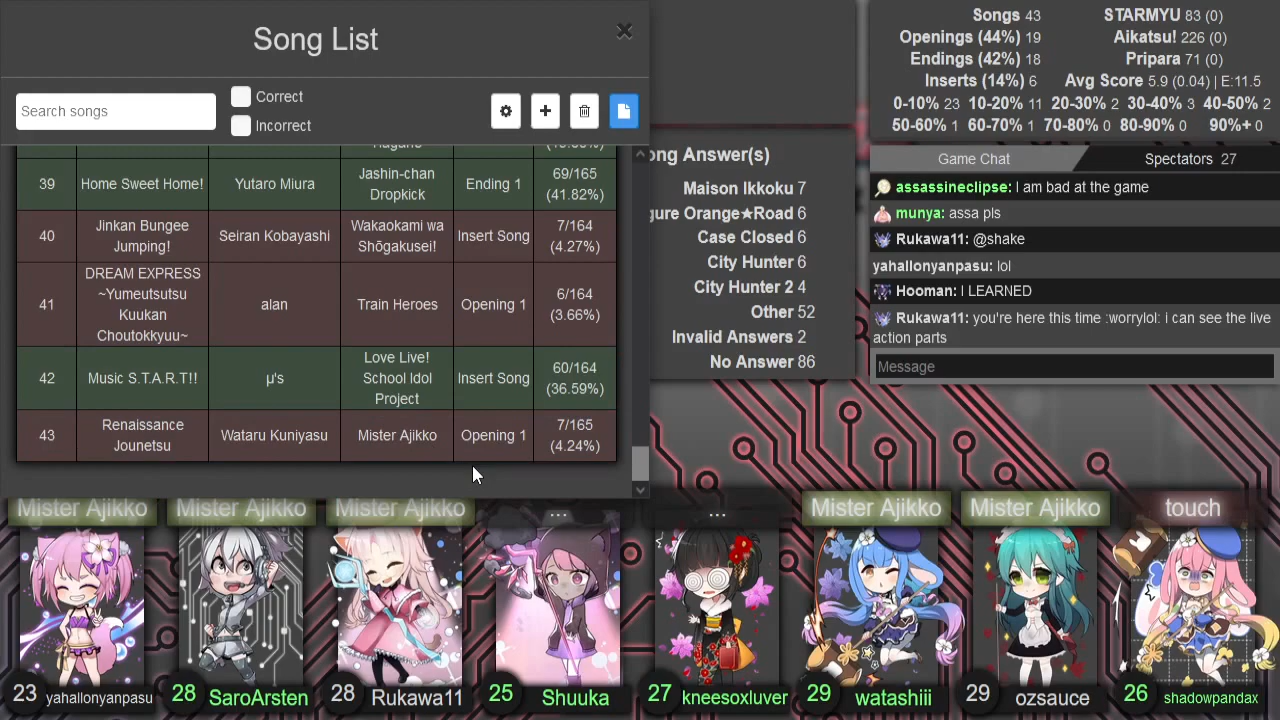 Song List
Search songs
Correct
Incorrect
39 Home Sweet Home! Yutaro Miura Jashin-chan Dropkick Ending 1 69/165 (41.82%)
40 Jinkan Bungee Jumping! Seiran Kobayashi Wakaokami wa Shōgakusei! Insert Song 7/164 (4.27%)
41 DREAM EXPRESS ~Yumeutsutsu Kuukan Choutokkyuu~ alan Train Heroes Opening 1 6/164 (3.66%)
42 Music S.T.A.R.T!! μ's Love Live! School Idol Project Insert Song 60/164 (36.59%)
43 Renaissance Jounetsu Wataru Kuniyasu Mister Ajikko Opening 1 7/165 (4.24%)
ong Answer(s)
Maison Ikkoku 7
gure Orange★Road 6
Case Closed 6
City Hunter 6
City Hunter 2 4
Other 52
Invalid Answers 2
No Answer 86
Songs 43 STARMYU 83 (0)
Openings (44%) 19 Aikatsu! 226 (0)
Endings (42%) 18 Pripara 71 (0)
Inserts (14%) 6 Avg Score 5.9 (0.04) | E:11.5
0-10% 23 10-20% 11 20-30% 2 30-40% 3 40-50% 2
50-60% 1 60-70% 1 70-80% 0 80-90% 0 90%+ 0
Game Chat Spectators 27
assassineclipse: I am bad at the game
munya: assa pls
Rukawa11: @shake
yahallonyanpasu: lol
Hooman: I LEARNED
Rukawa11: you're here this time :worrylol: i can see the live
action parts
Message
Mister Ajikko Mister Ajikko Mister Ajikko ... ... Mister Ajikko Mister Ajikko touch
23 yahallonyanpasu 28 SaroArsten 28 Rukawa11 25 Shuuka 27 kneesoxluver 29 watashiii 29 ozsauce 26 shadowpandax